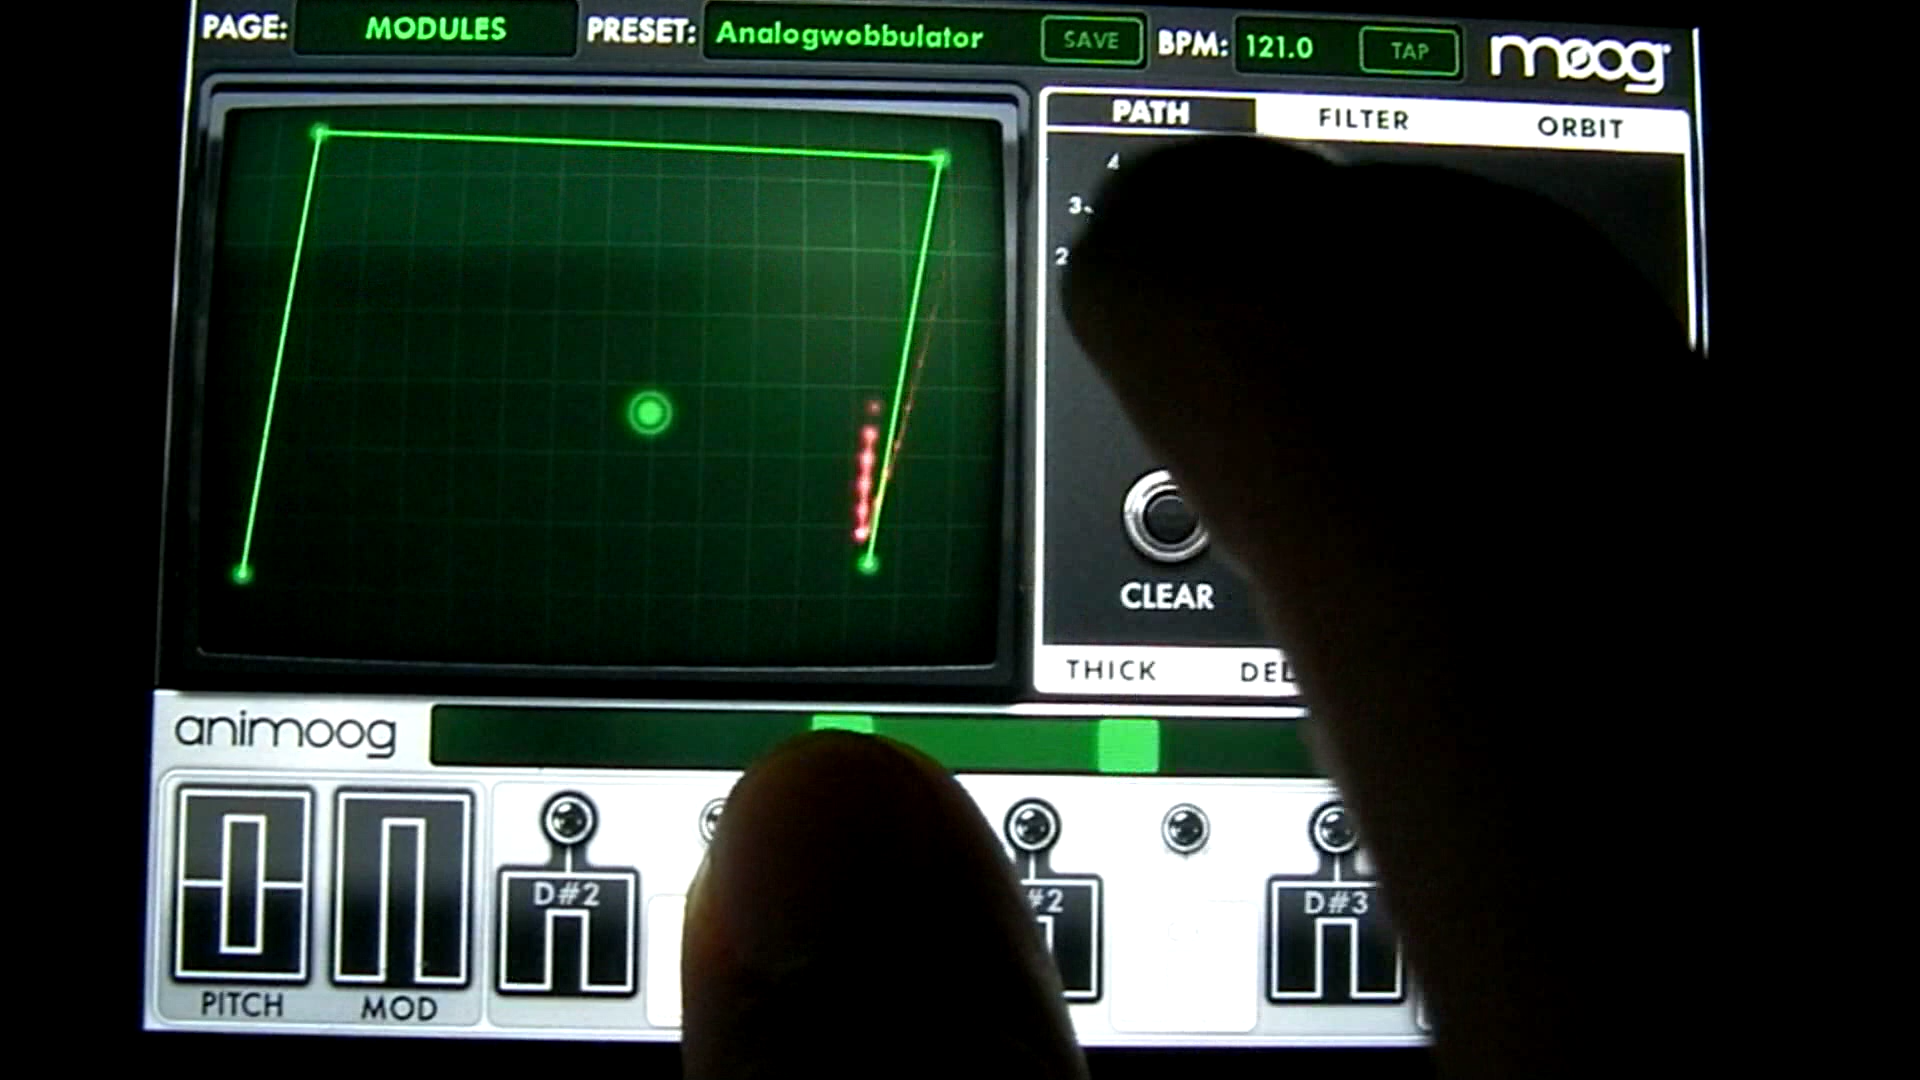 PAGE: MODULES PRESET: Analogwobbulator SAVE BPM: 121.0 TAP moog
PATH FILTER ORBIT
4
3
2
CLEAR
THICK
animoog
D#2 #2 D#3
PITCH MOD